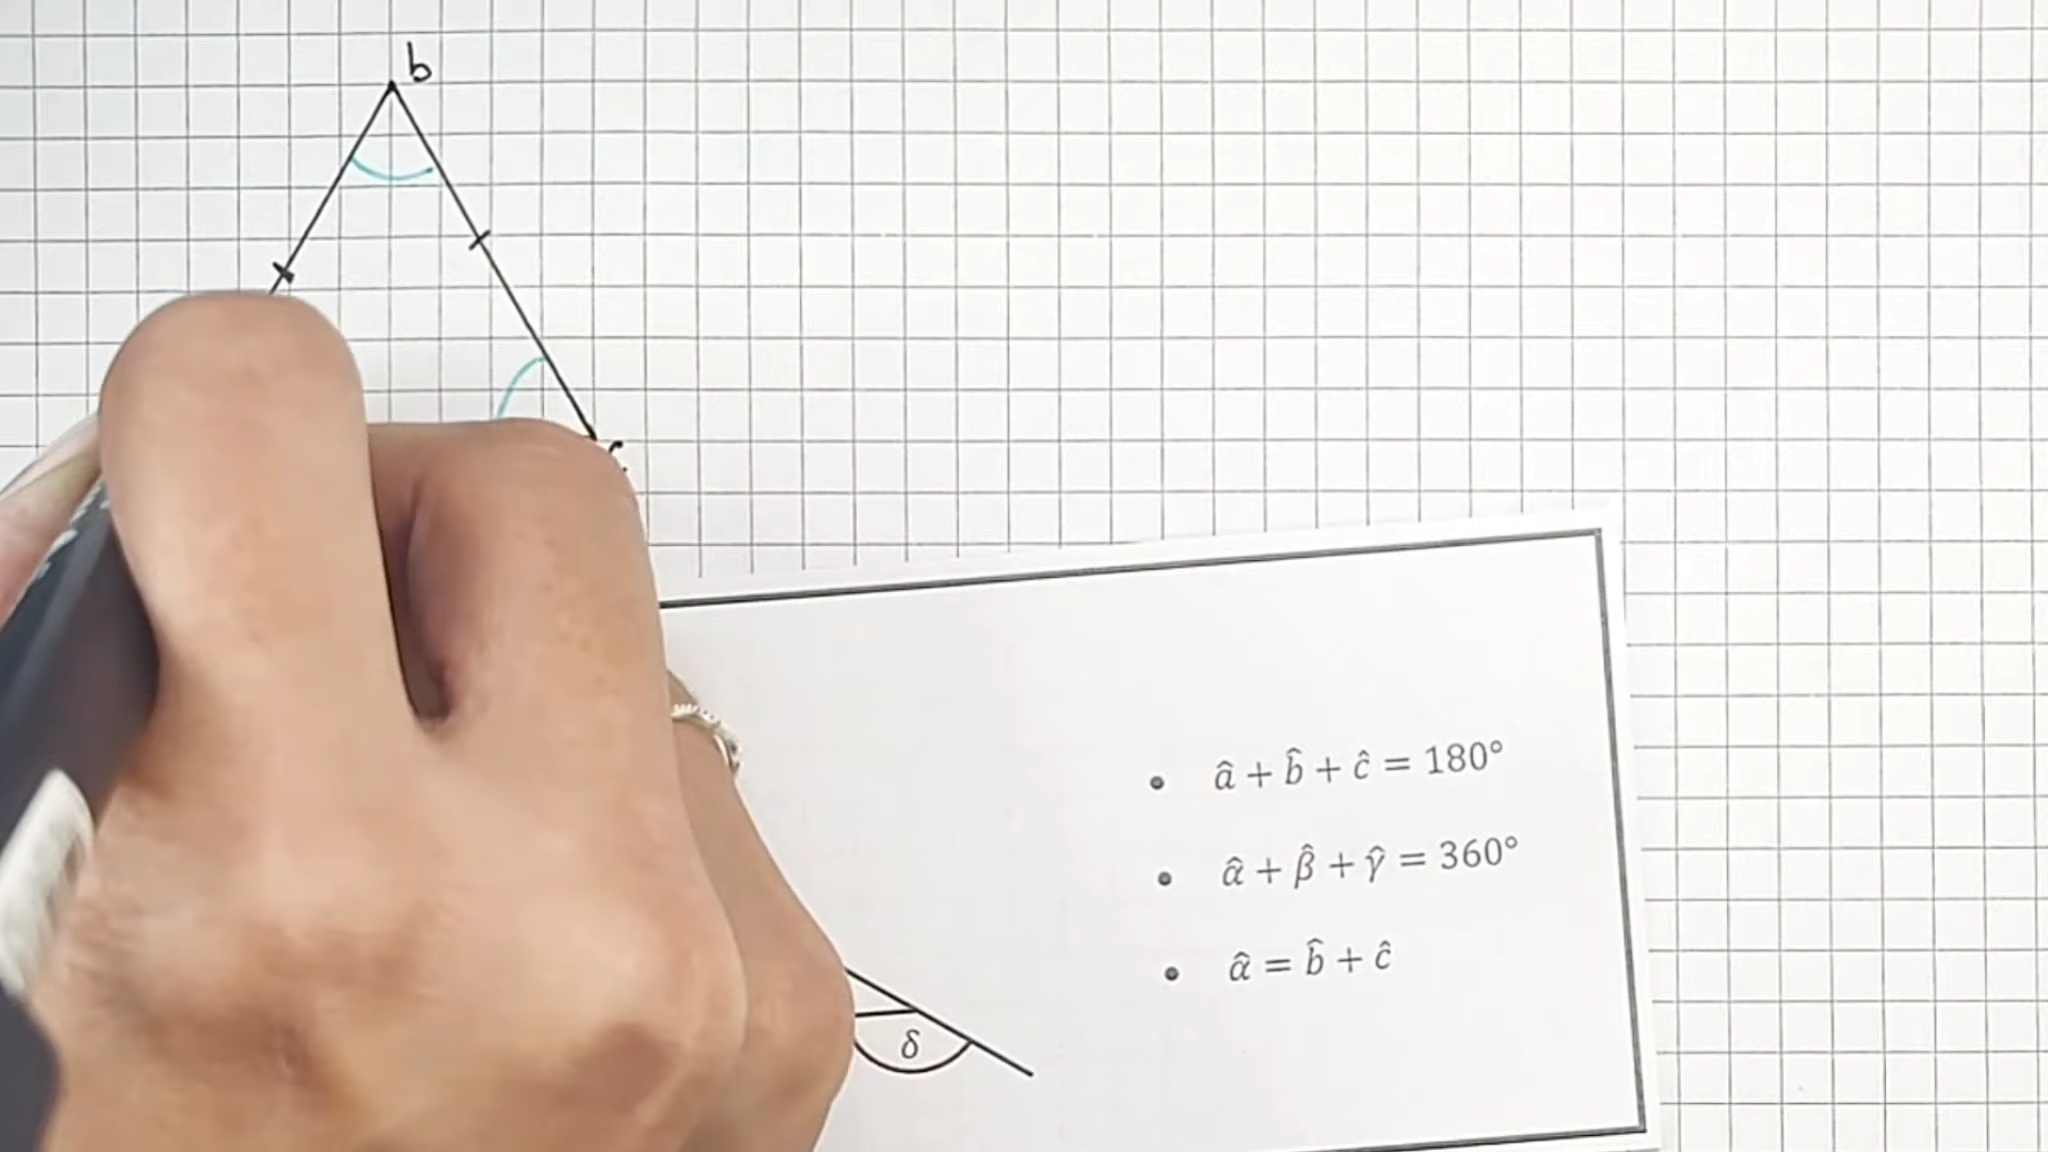 b
â + b̂ + ĉ = 180°
α̂ + β̂ + γ̂ = 360°
α̂ = b̂ + ĉ
δ